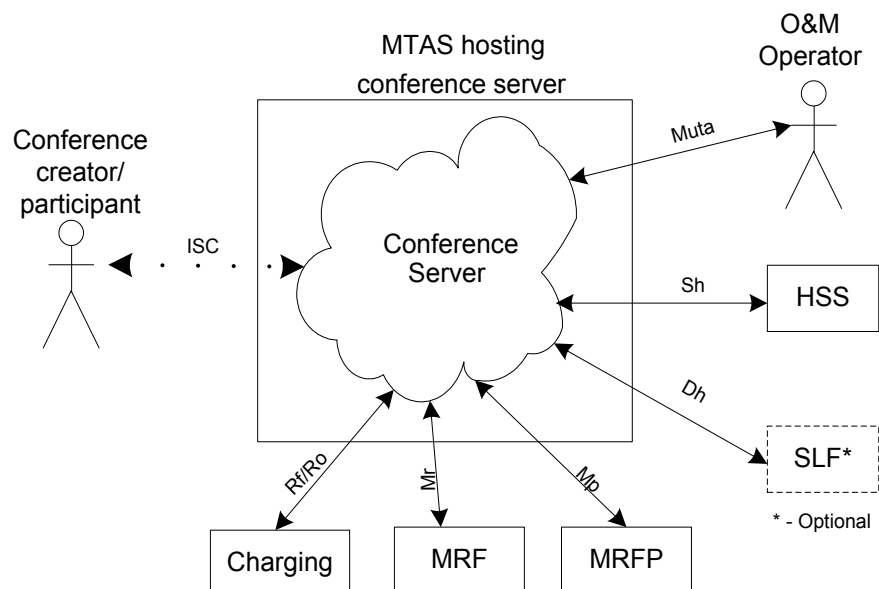 MTAS hosting
conference server
O&M
Operator
Conference
creator/
participant
Muta
ISC
Conference
Server
Sh
HSS
Dh
SLF*
* - Optional
Rf/Ro
Mr
Mp
Charging
MRF
MRFP